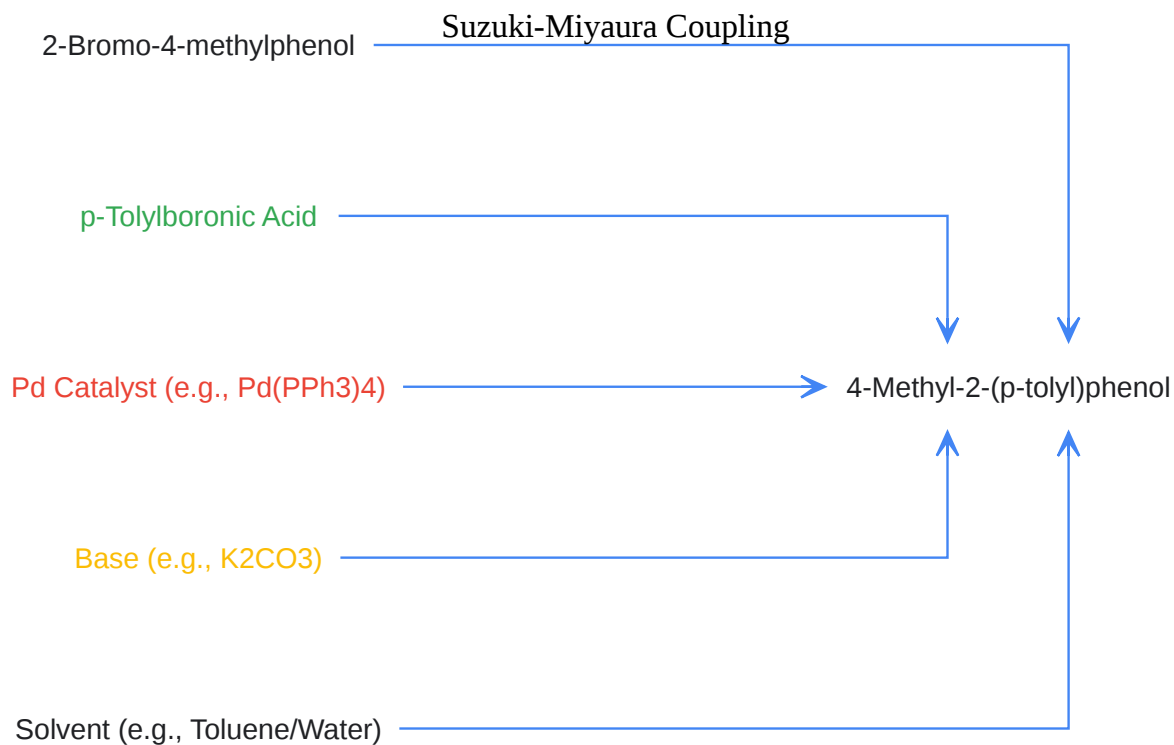 Suzuki-Miyaura Coupling
2-Bromo-4-methylphenol
p-Tolylboronic Acid
Pd Catalyst (e.g., Pd(PPh3)4)
4-Methyl-2-(p-tolyl)phenol
Base (e.g., K2CO3)
Solvent (e.g., Toluene/Water)